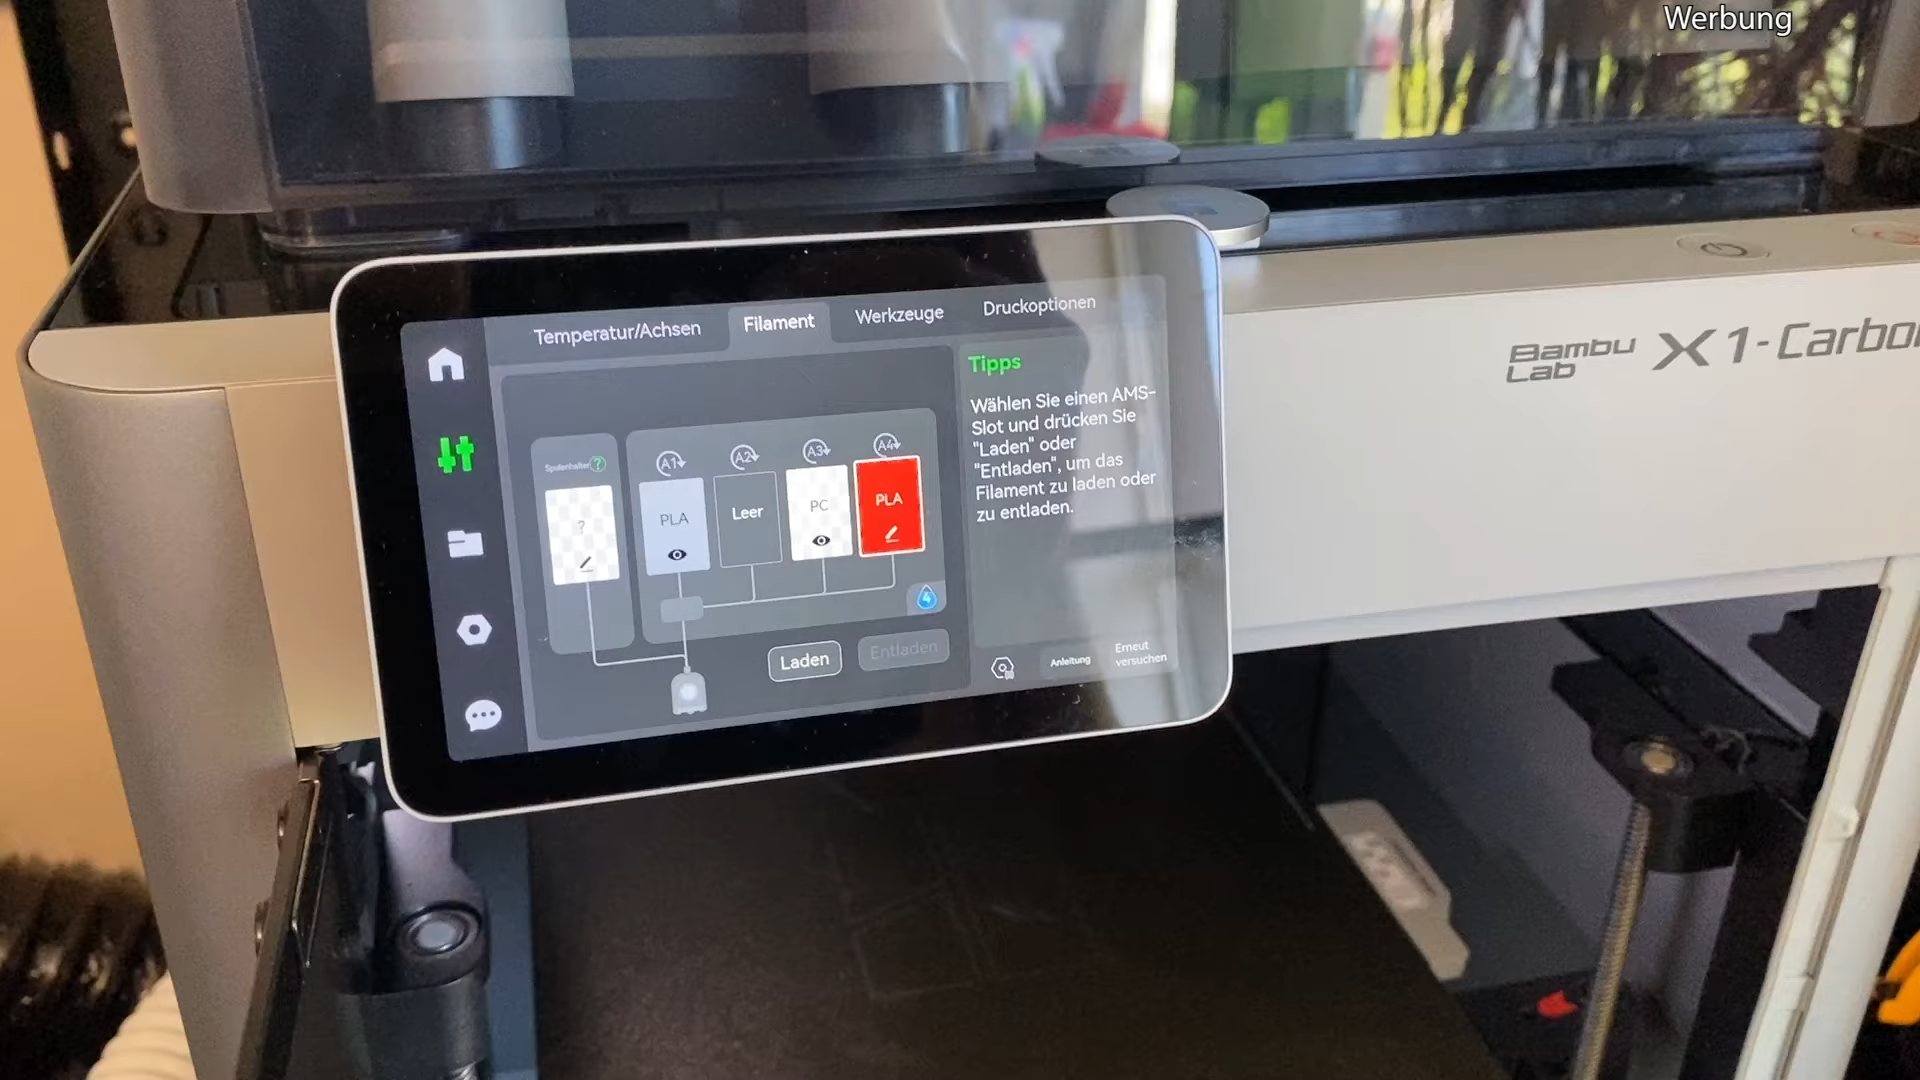 Werbung
Temperatur/Achsen
Filament
Werkzeuge
Druckoptionen
Bambu
Lab
X1-Carbo
Tipps
Wählen Sie einen AMS-
Slot und drücken Sie
"Laden" oder
"Entladen", um das
Filament zu laden oder
zu entladen.
Spulenhalter ?
A1
A2
A3
A4
?
PLA
Leer
PC
PLA
4
Laden
Entladen
Anleitung
Erneut
versuchen